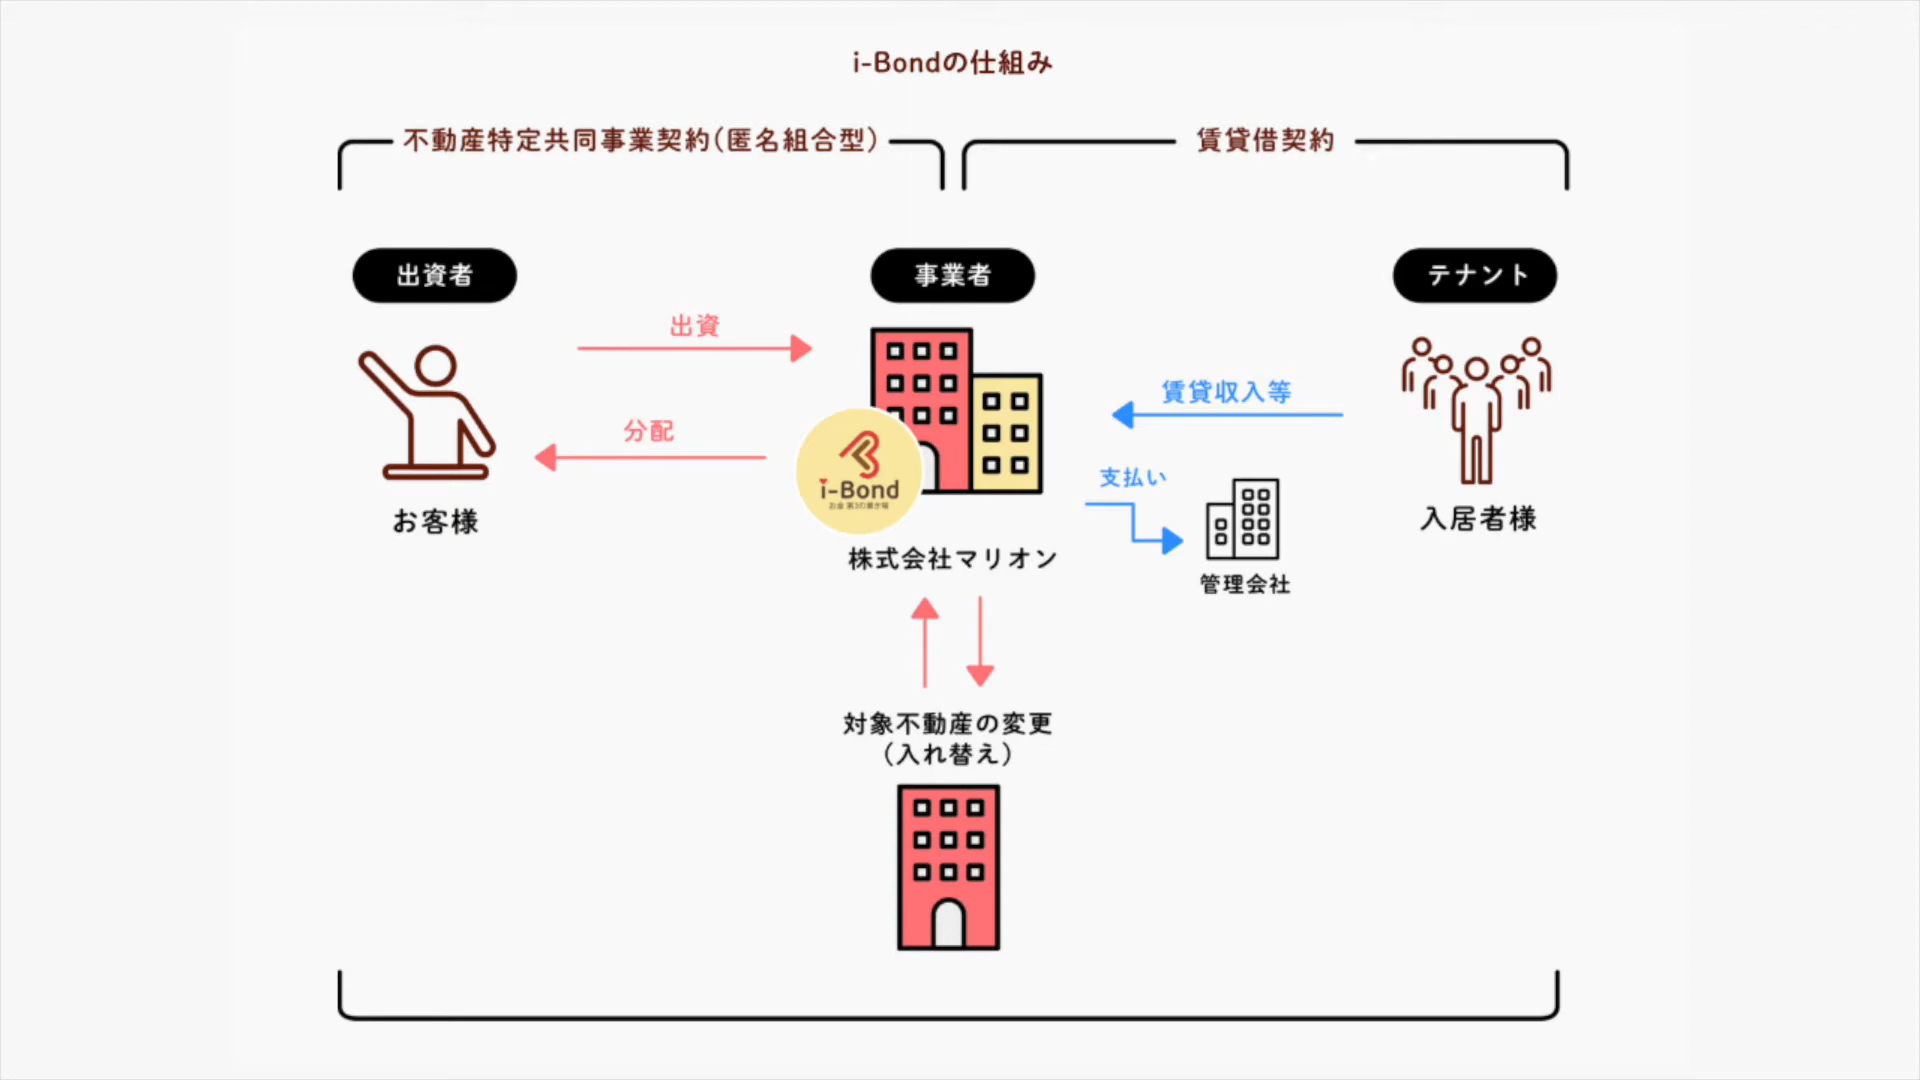 i-Bondの仕組み
不動産特定共同事業契約(匿名組合型)
賃貸借契約
出資者
事業者
テナント
出資
分配
賃貸収入等
支払い
i-Bond
お客様
株式会社マリオン
管理会社
入居者様
対象不動産の変更
(入れ替え)